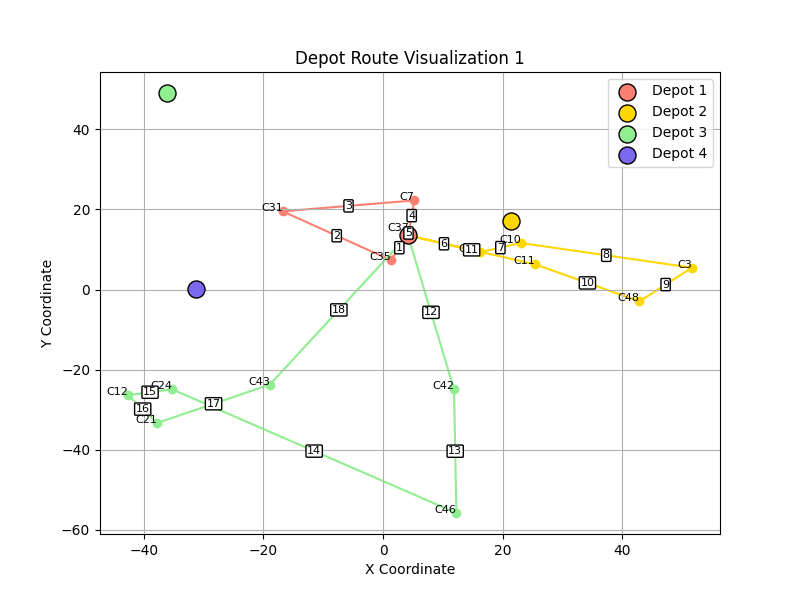 Depot Route Visualization 1
Depot 1
Depot 2
Depot 3
Depot 4
40
20
0
−20
−40
−60
−40
−20
0
20
40
X Coordinate
Y Coordinate
C31
3
C7
4
2
5
1
C35
6
11
7
C10
8
C3
C11
10
9
C48
18
12
C43
C42
C12
15
C24
16
C21
17
14
13
C46